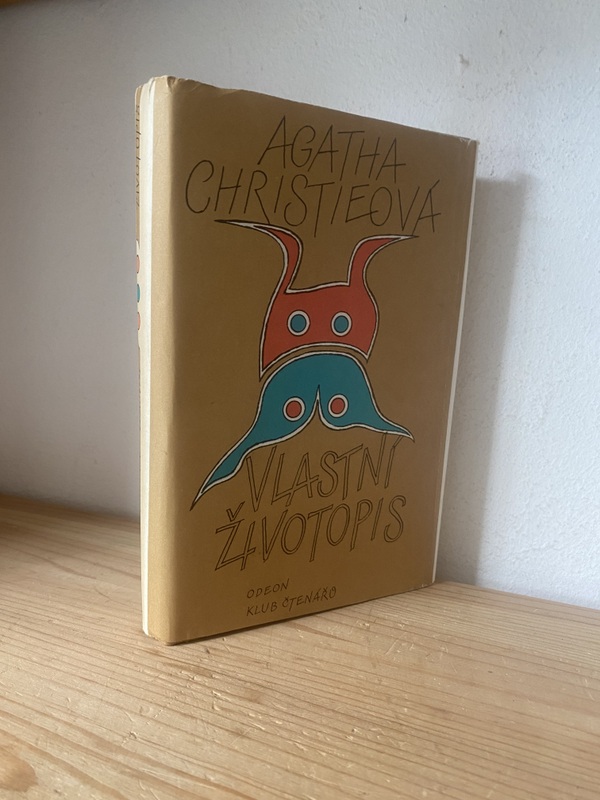 AGATHA
CHRISTIEOVÁ
VLASTNÍ
ŽIVOTOPIS
ODEON
KLUB ČTENÁŘŮ